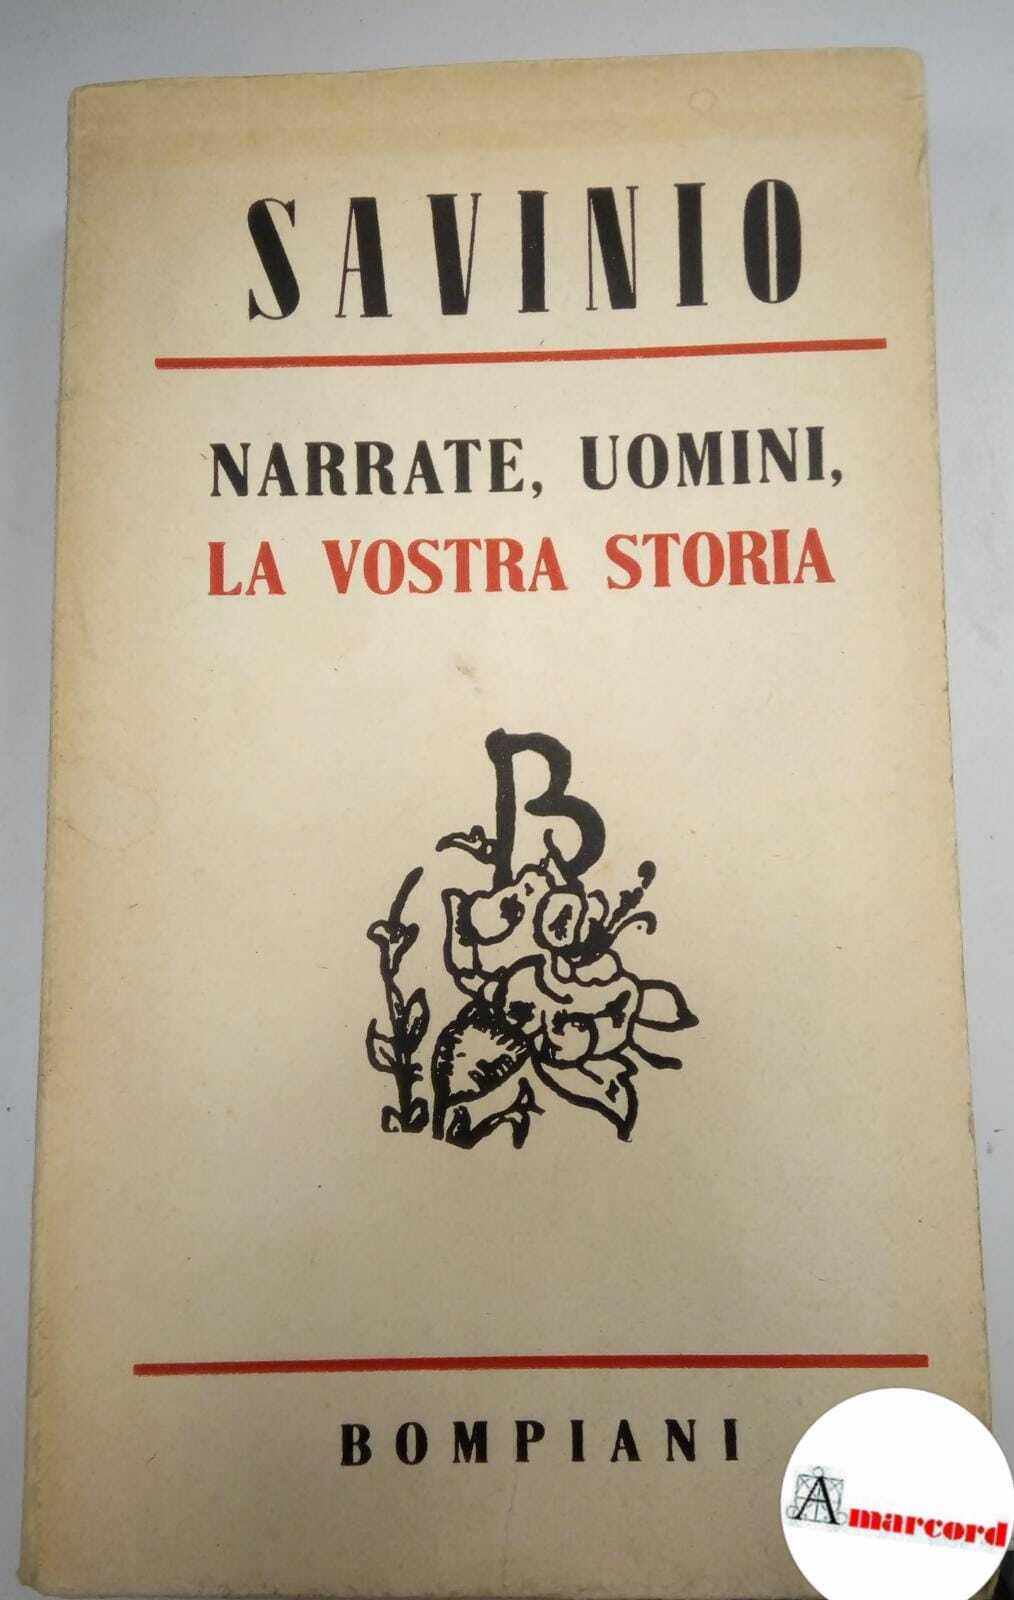 SAVINIO
NARRATE, UOMINI,
LA VOSTRA STORIA
B
BOMPIANI
Amarcord